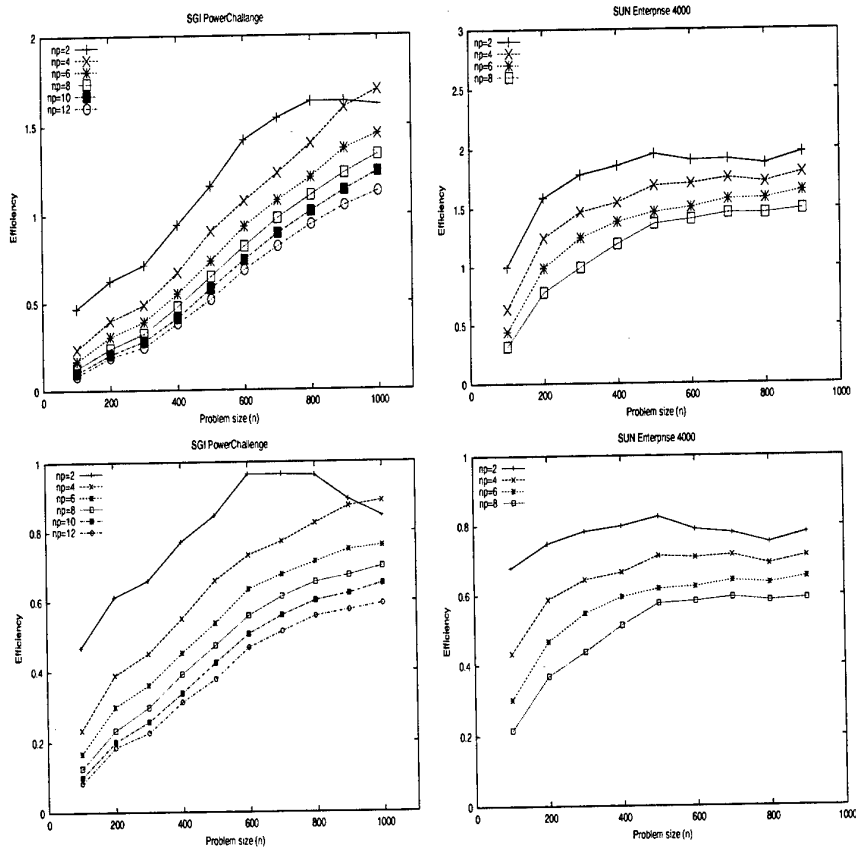 SGI PowerChallange
np=2
np=4
np=6
np=8
np=10
np=12
2
1.5
1
0.5
0
Efficiency
0
200
400
600
800
1000
Problem size (n)
SUN Enterprise 4000
np=2
np=4
np=6
np=8
3
2.5
2
1.5
1
0.5
0
Efficiency
0
200
400
600
800
1000
Problem size (n)
SGI PowerChallenge
np=2
np=4
np=6
np=8
np=10
np=12
1
0.8
0.6
0.4
0.2
0
Efficiency
0
200
400
600
800
1000
Problem size (n)
SUN Enterprise 4000
np=2
np=4
np=6
np=8
1
0.8
0.6
0.4
0.2
0
Efficiency
0
200
400
600
800
1000
Problem size (n)